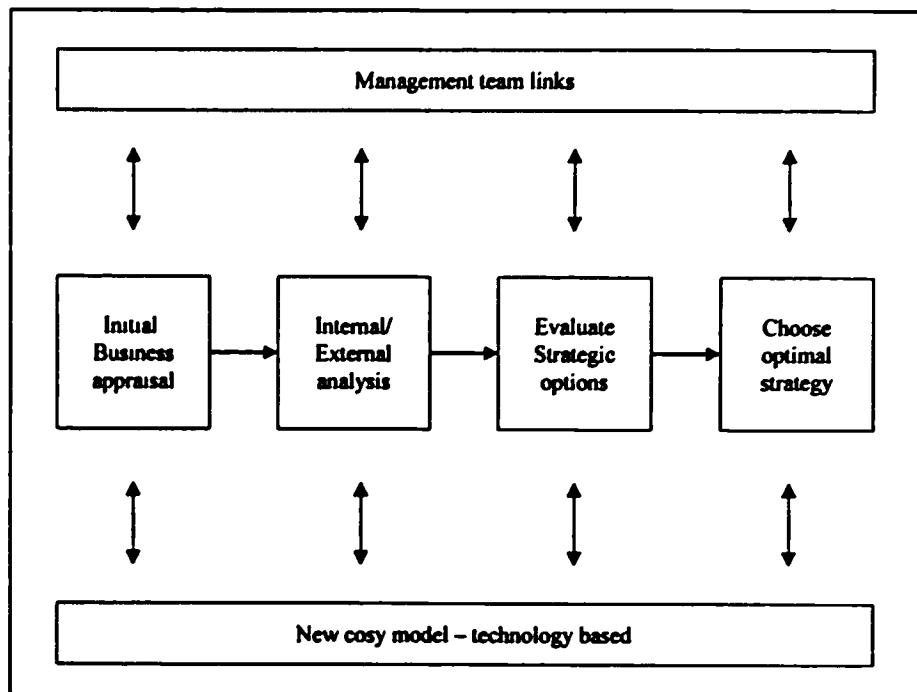 Management team links
Initial
Business
appraisal
Internal/
External
analysis
Evaluate
Strategic
options
Choose
optimal
strategy
New cosy model – technology based